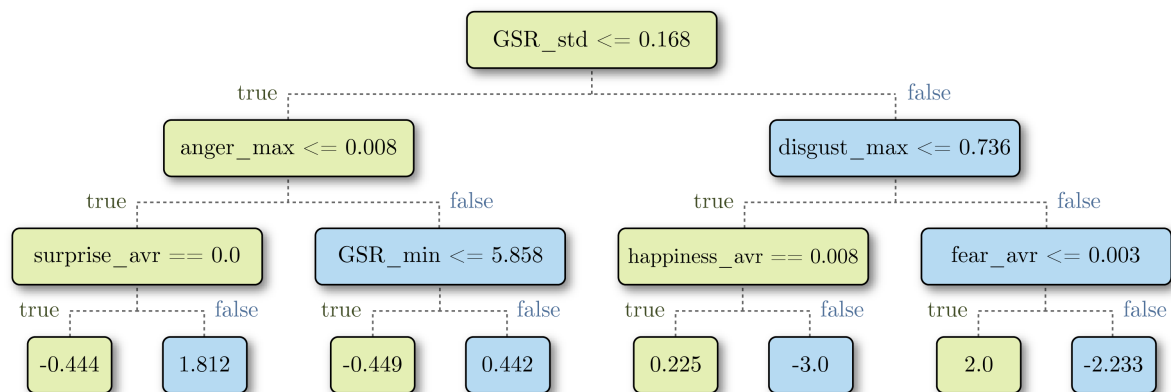 GSR_std <= 0.168
true false
anger_max <= 0.008 disgust_max <= 0.736
true false true false
surprise_avr == 0.0 GSR_min <= 5.858 happiness_avr == 0.008 fear_avr <= 0.003
true false true false true false true false
-0.444 1.812 -0.449 0.442 0.225 -3.0 2.0 -2.233